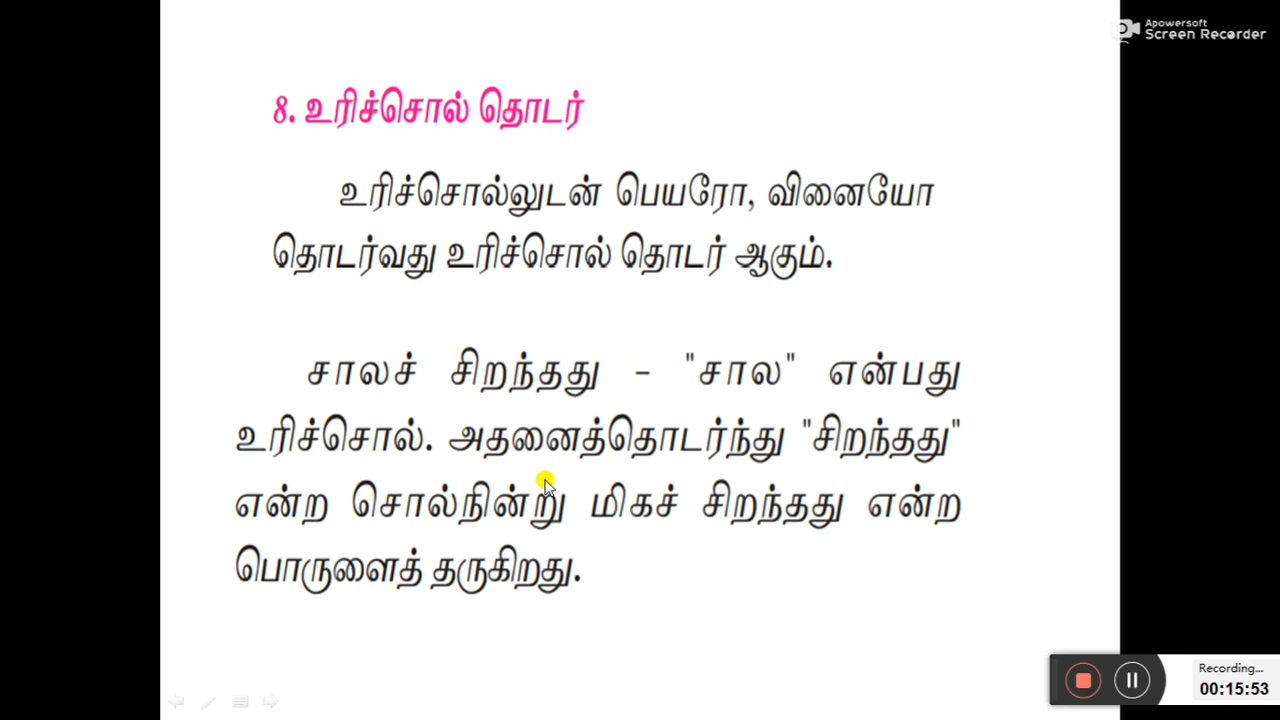 Apowersoft
Screen Recorder
8. உரிச்சொல் தொடர்
உரிச்சொல்லுடன் பெயரோ, வினையோ
தொடர்வது உரிச்சொல் தொடர் ஆகும்.
சாலச் சிறந்தது - "சால" என்பது
உரிச்சொல். அதனைத்தொடர்ந்து "சிறந்தது"
என்ற சொல்நின்று மிகச் சிறந்தது என்ற
பொருளைத் தருகிறது.
Recording...
00:15:53